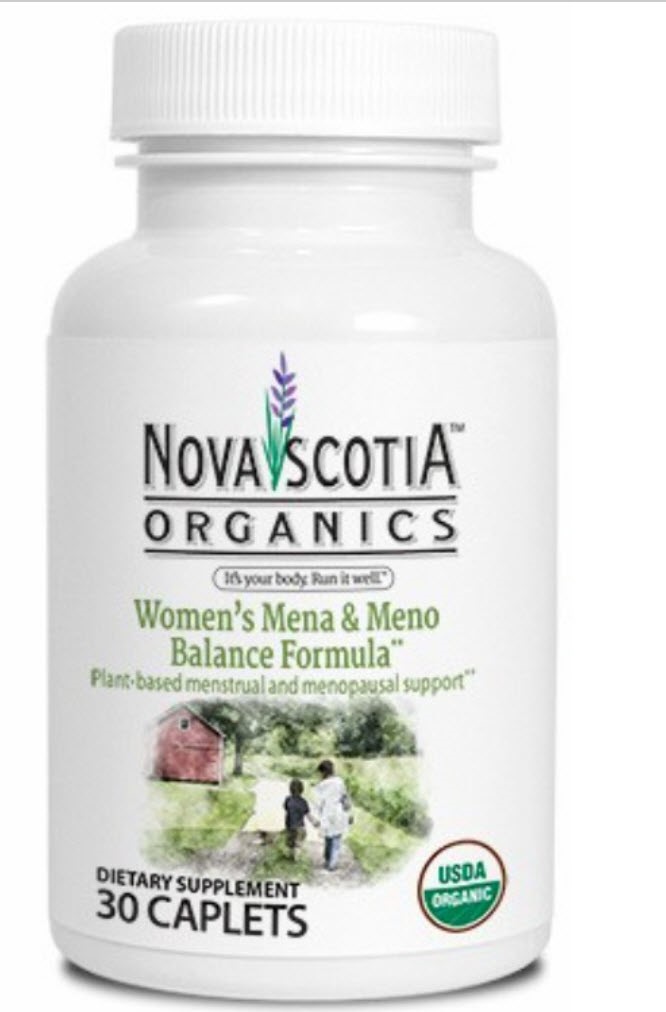 NOVA SCOTIA™
ORGANICS
It's your body. Run it well.™
Women's Mena & Meno
Balance Formula**
Plant-based menstrual and menopausal support**
DIETARY SUPPLEMENT
30 CAPLETS
USDA
ORGANIC